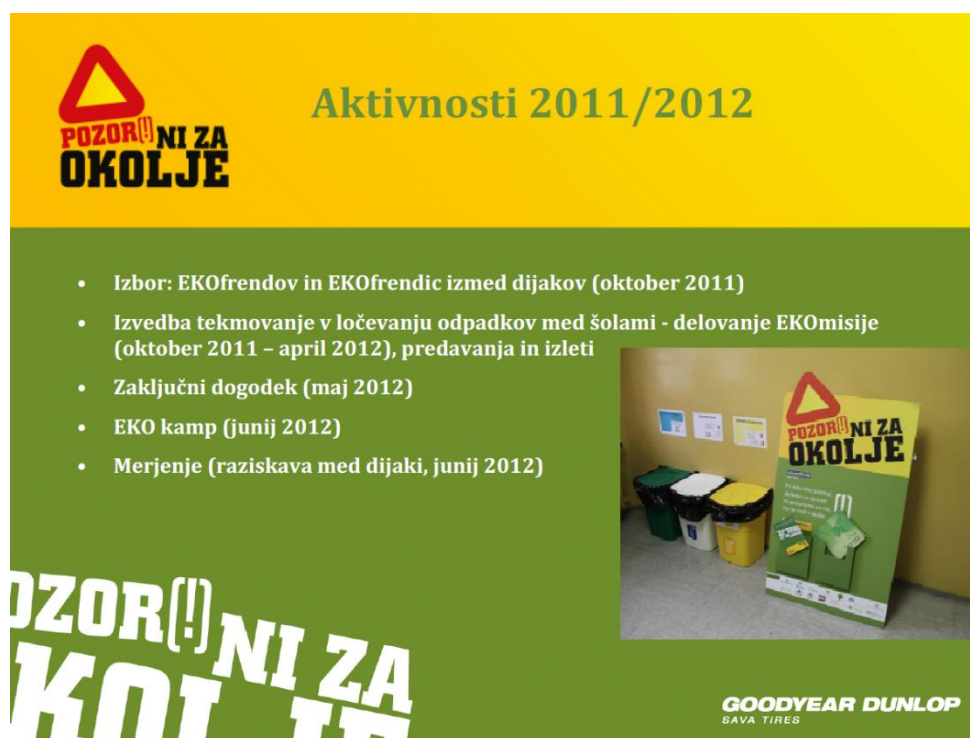 POZOR(!) NI ZA
OKOLJE
Aktivnosti 2011/2012
• Izbor: EKOfrendov in EKOfrendic izmed dijakov (oktober 2011)
• Izvedba tekmovanje v ločevanju odpadkov med šolami - delovanje EKOmisije
(oktober 2011 – april 2012), predavanja in izleti
• Zaključni dogodek (maj 2012)
• EKO kamp (junij 2012)
• Merjenje (raziskava med dijaki, junij 2012)
POZOR(!) NI ZA
OKOLJE
OZOR(!) NI ZA
KOLJE
GOODYEAR DUNLOP
SAVA TIRES